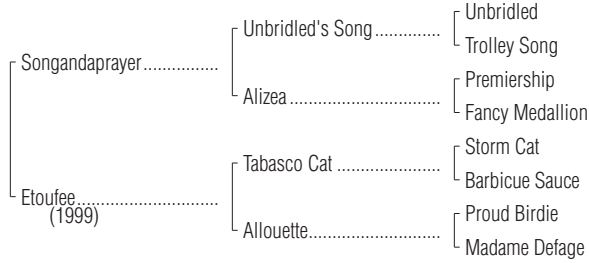 Unbridled
Unbridled's Song..............
Trolley Song
Songandaprayer................
Premiership
Alizea.................................
Fancy Medallion
Storm Cat
Tabasco Cat ......................
Barbicue Sauce
Etoufee..............................
(1999)
Proud Birdie
Allouette.............................
Madame Defage